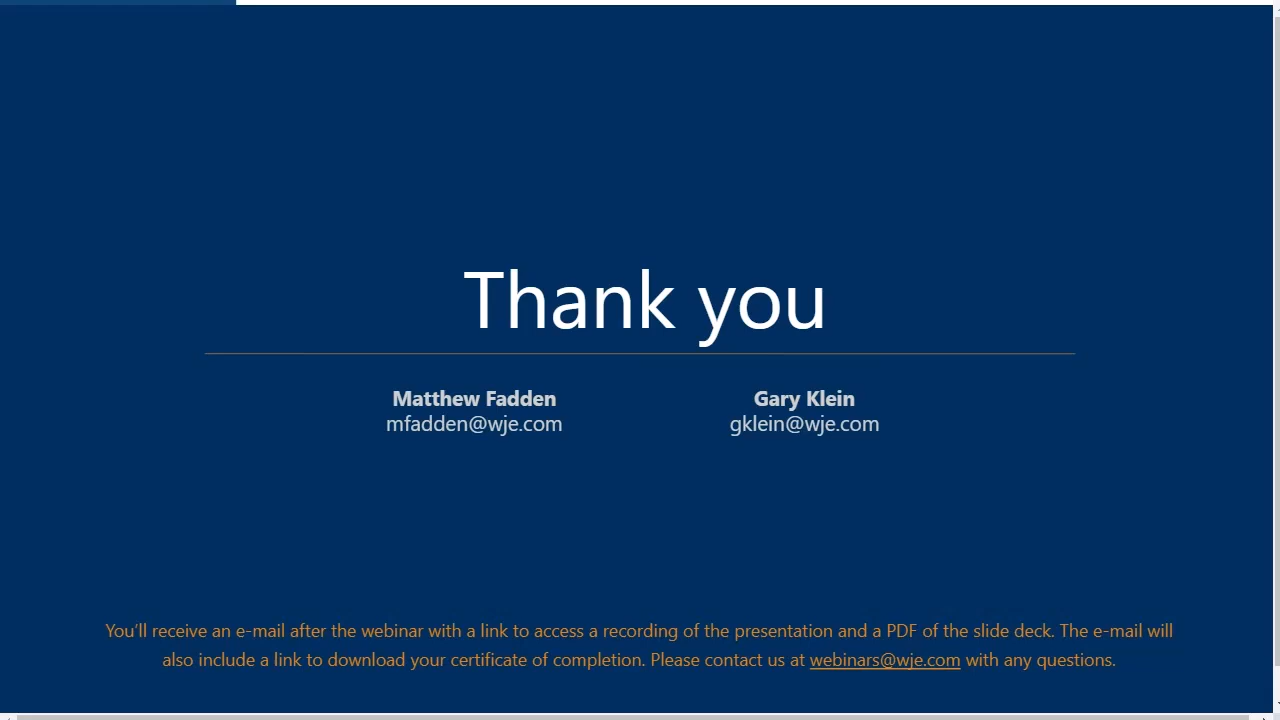 Thank you
Matthew Fadden
mfadden@wje.com
Gary Klein
gklein@wje.com
You'll receive an e-mail after the webinar with a link to access a recording of the presentation and a PDF of the slide deck. The e-mail will
also include a link to download your certificate of completion. Please contact us at webinars@wje.com with any questions.